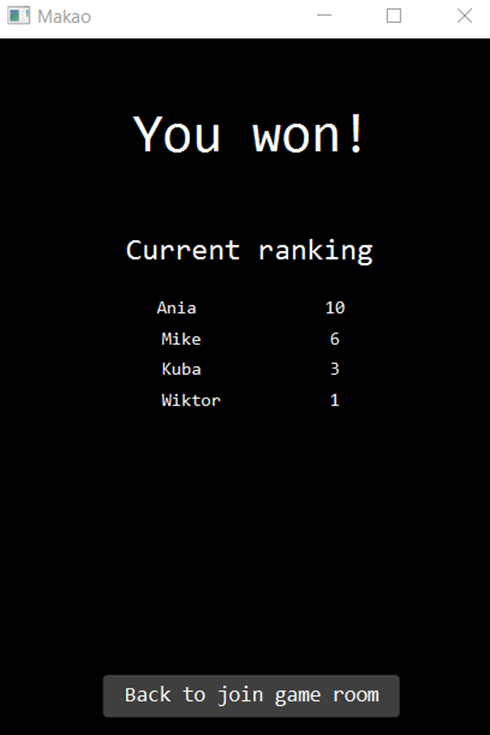 Makao
You won!
Current ranking
Ania 10
Mike 6
Kuba 3
Wiktor 1
Back to join game room